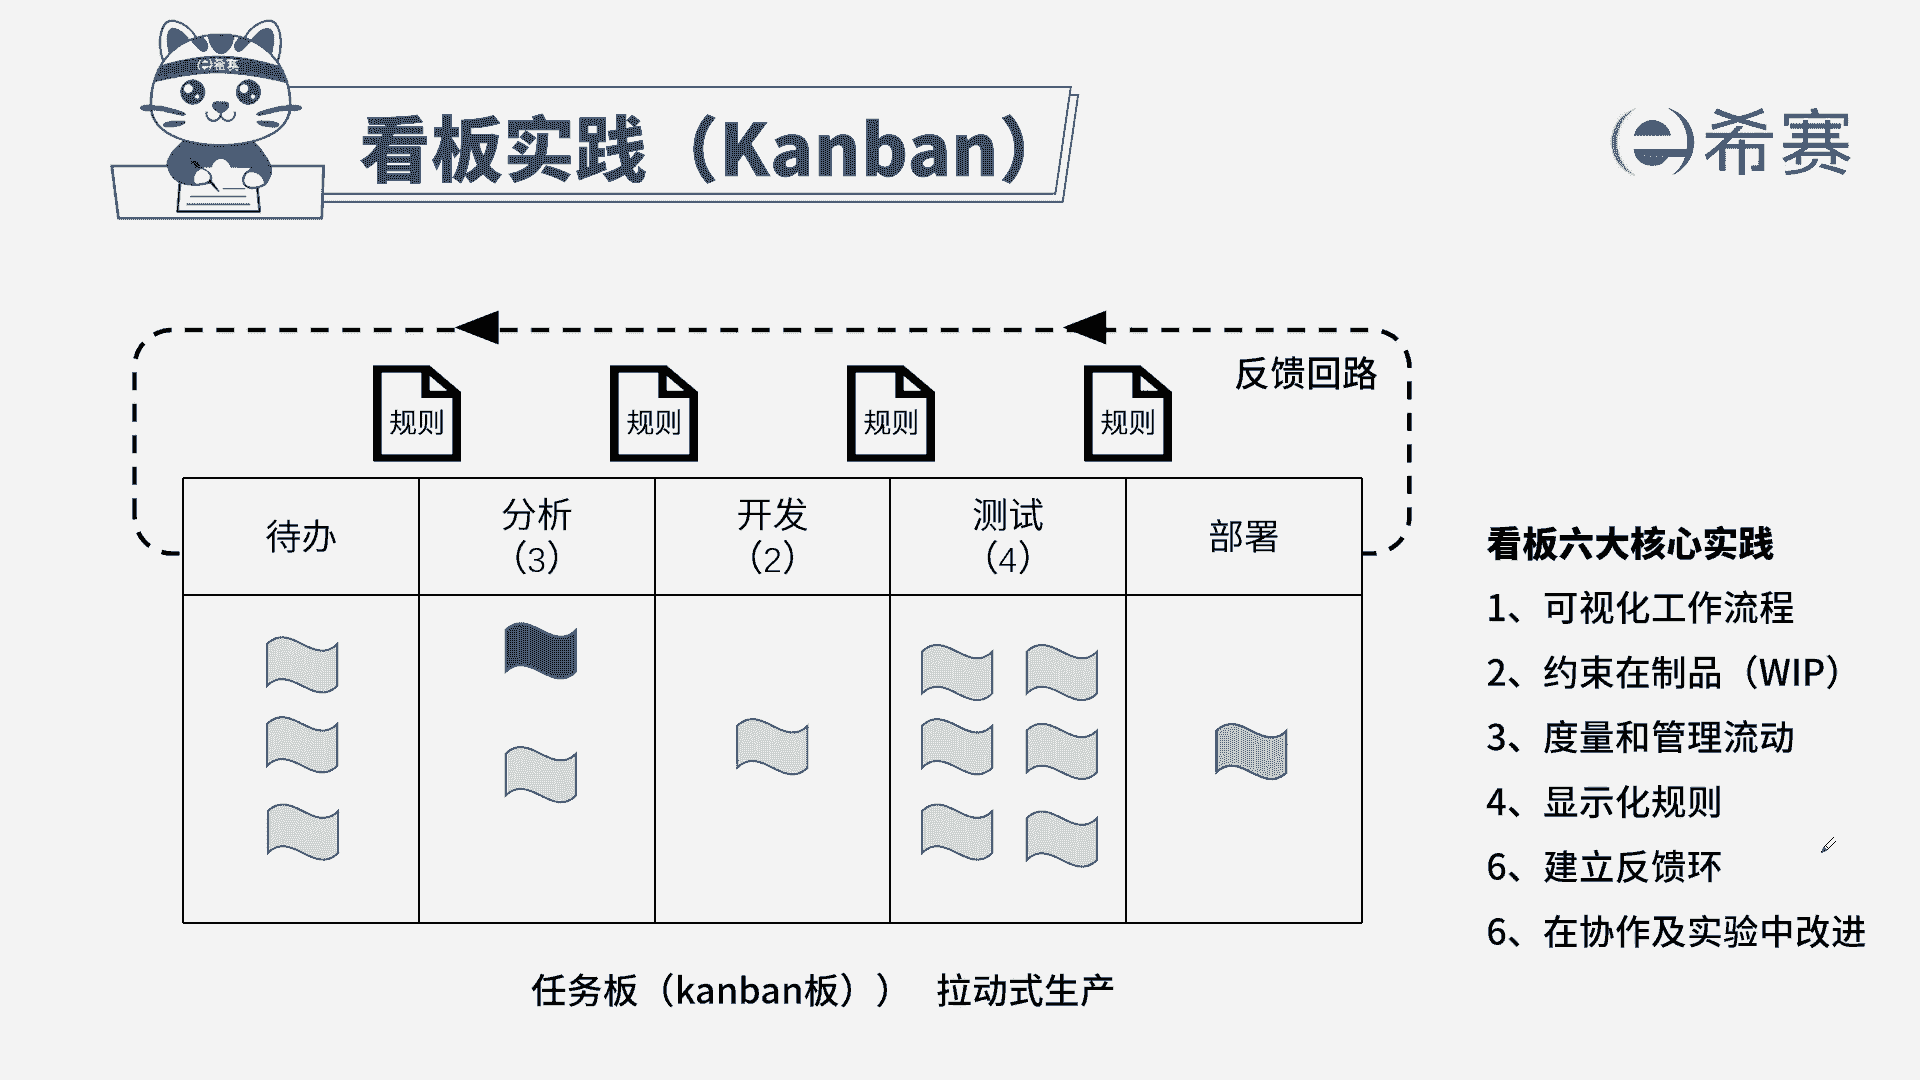 希赛
看板实践（Kanban）
希赛
反馈回路
规则
规则
规则
规则
待办
分析
（3）
开发
（2）
测试
（4）
部署
看板六大核心实践
1、可视化工作流程
2、约束在制品（WIP）
3、度量和管理流动
4、显示化规则
6、建立反馈环
6、在协作及实验中改进
任务板（kanban板）） 拉动式生产